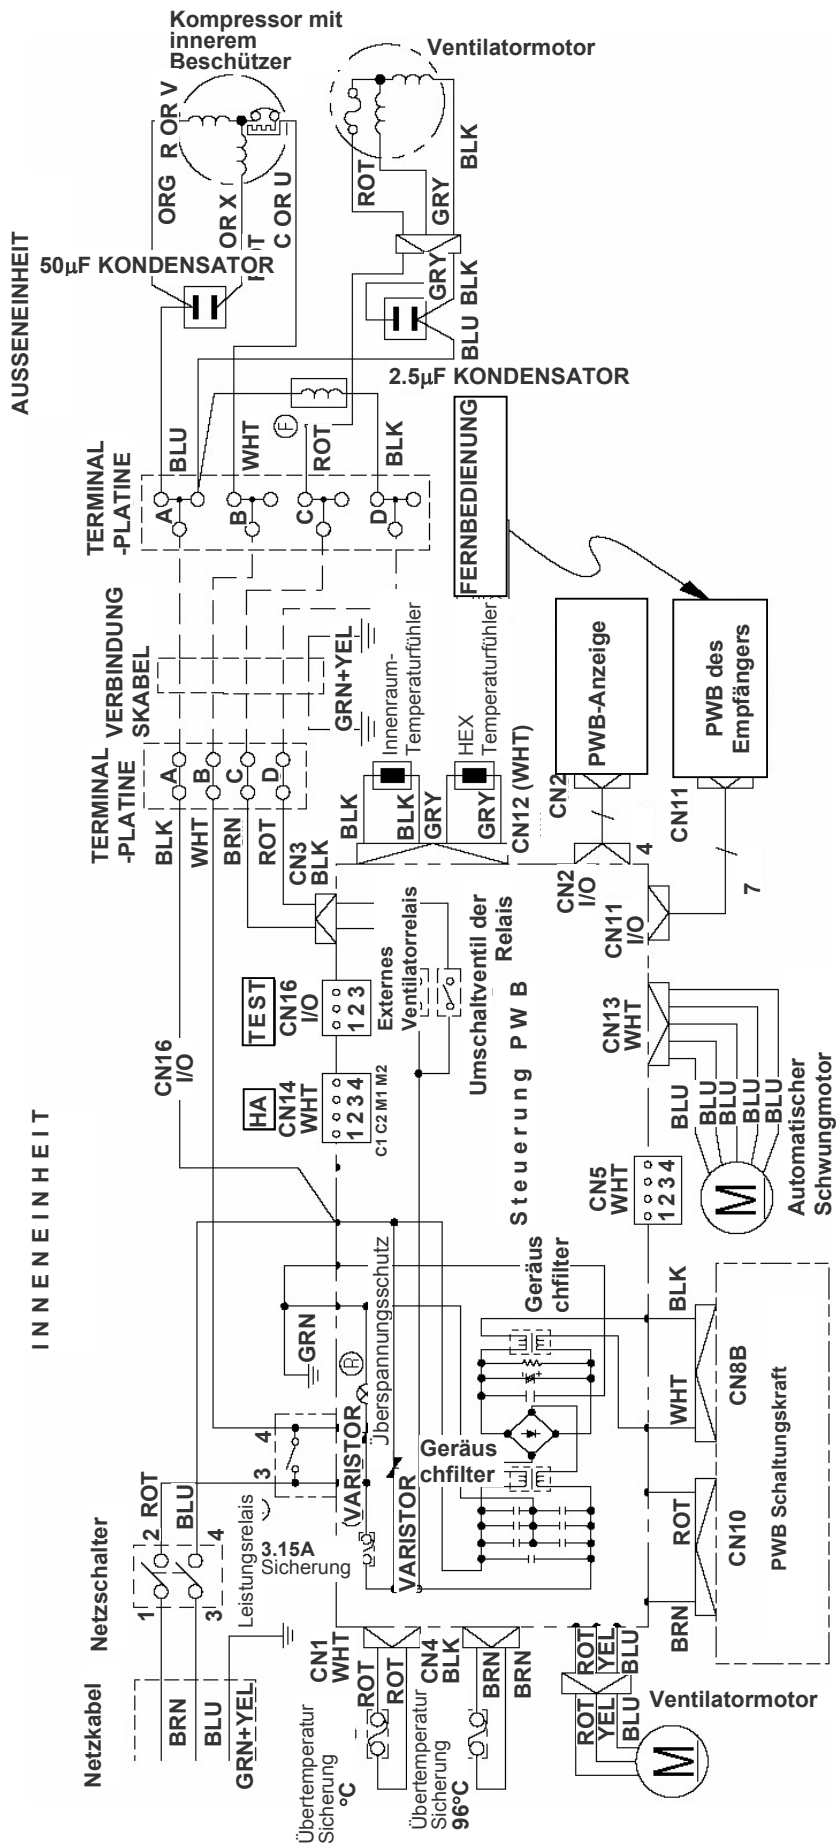 Kompressor mit
innerem
Beschützer
Ventilatormotor
AUSSENEINHEIT
ORG
R OR V
OR X
C OR U
ROT
GRY
BLK
50µF KONDENSATOR
GRY
BLK
BLU
2.5µF KONDENSATOR
TERMINAL
-PLATINE
BLU
WHT
F
ROT
BLK
A
B
C
D
FERNBEDIENUNG
VERBINDUNG
SKABEL
GRN+YEL
Innenraum-
Temperaturfühler
HEX
Temperaturfühler
PWB-Anzeige
PWB des
Empfängers
TERMINAL
-PLATINE
A
B
C
D
BLK
WHT
BRN
ROT
CN3
BLK
BLK
BLK
GRY
GRY
CN12 (WHT)
CN2
CN11
4
7
CN2
I/O
CN11
I/O
INNENEINHEIT
CN16
I/O
TEST
CN16
I/O
1 2 3
Externes
Ventilatorrelais
Umschaltventil der
Relais
HA
CN14
WHT
1 2 3 4
C1 C2 M1 M2
Steuerung PWB
CN13
WHT
BLU
BLU
BLU
BLU
BLU
M
Automatischer
Schwungmotor
CN5
WHT
1 2 3 4
GRN
R
Überspannungsschutz
(VARISTOR
VARISTOR
Geräus
chfilter
Geräus
chfilter
BLK
WHT
CN8B
ROT
BRN
CN10
PWB Schaltungskraft
Netzschalter
1
2
3
4
ROT
BLU
3
4
Leistungsrelais
3.15A
Sicherung
Netzkabel
BRN
BLU
GRN+YEL
CN1
WHT
ROT
ROT
CN4
BLK
BRN
BRN
Übertemperatur
Sicherung
°C
Übertemperatur
Sicherung
96°C
ROT
YEL
BLU
ROT
YEL
BLU
M
Ventilatormotor